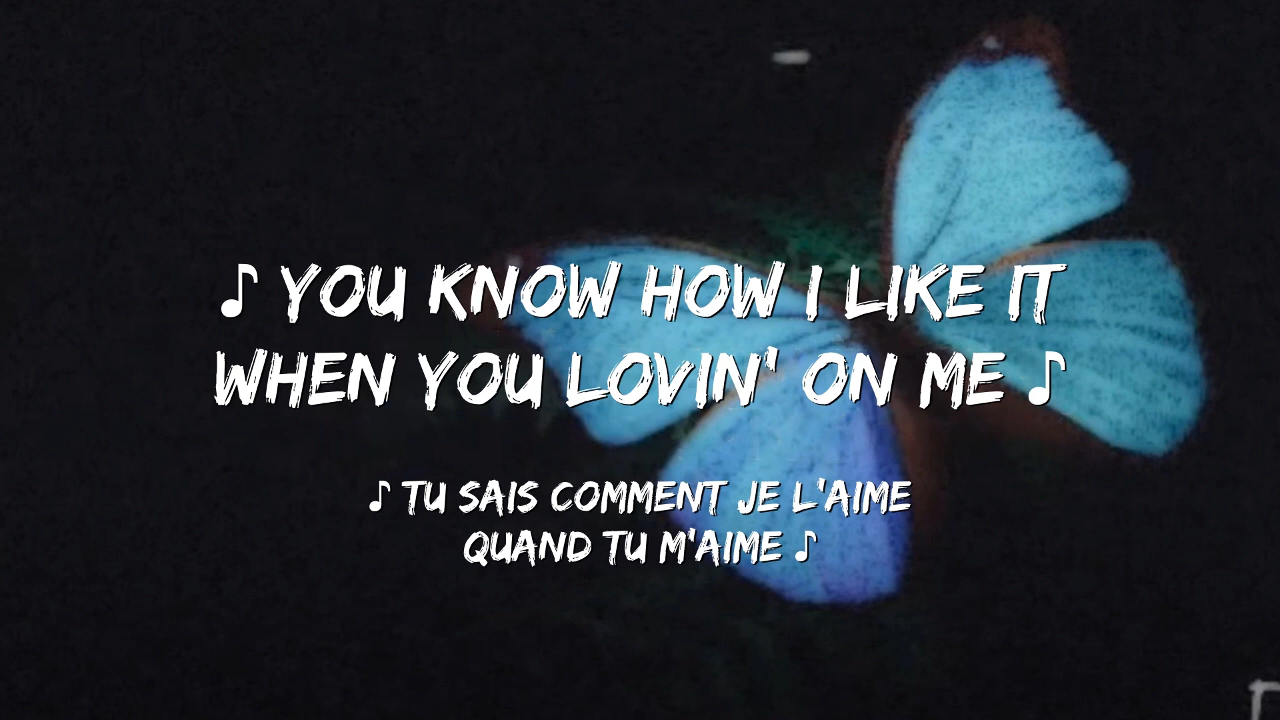 ♪ YOU KNOW HOW I LIKE IT
WHEN YOU LOVIN' ON ME ♪
♪ TU SAIS COMMENT JE L'AIME
QUAND TU M'AIME ♪